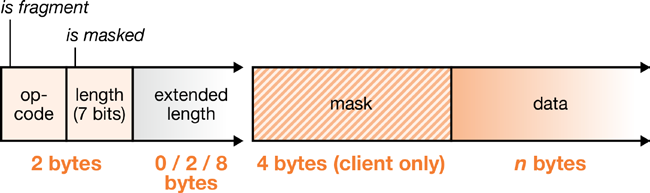 is fragment
is masked
op-
code
length
(7 bits)
extended
length
mask
data
2 bytes
0 / 2 / 8
bytes
4 bytes (client only)
n bytes